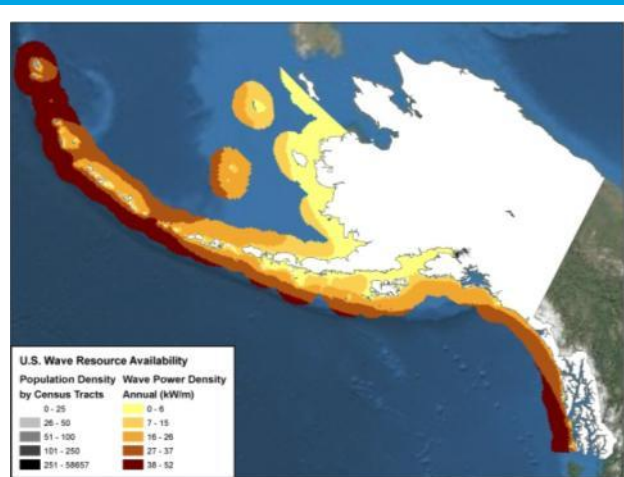 U.S. Wave Resource Availability
Population Density Wave Power Density
by Census Tracts Annual (kW/m)
0 - 25 0 - 6
26 - 50 7 - 15
51 - 100 16 - 26
101 - 250 27 - 37
251 - 58657 38 - 52